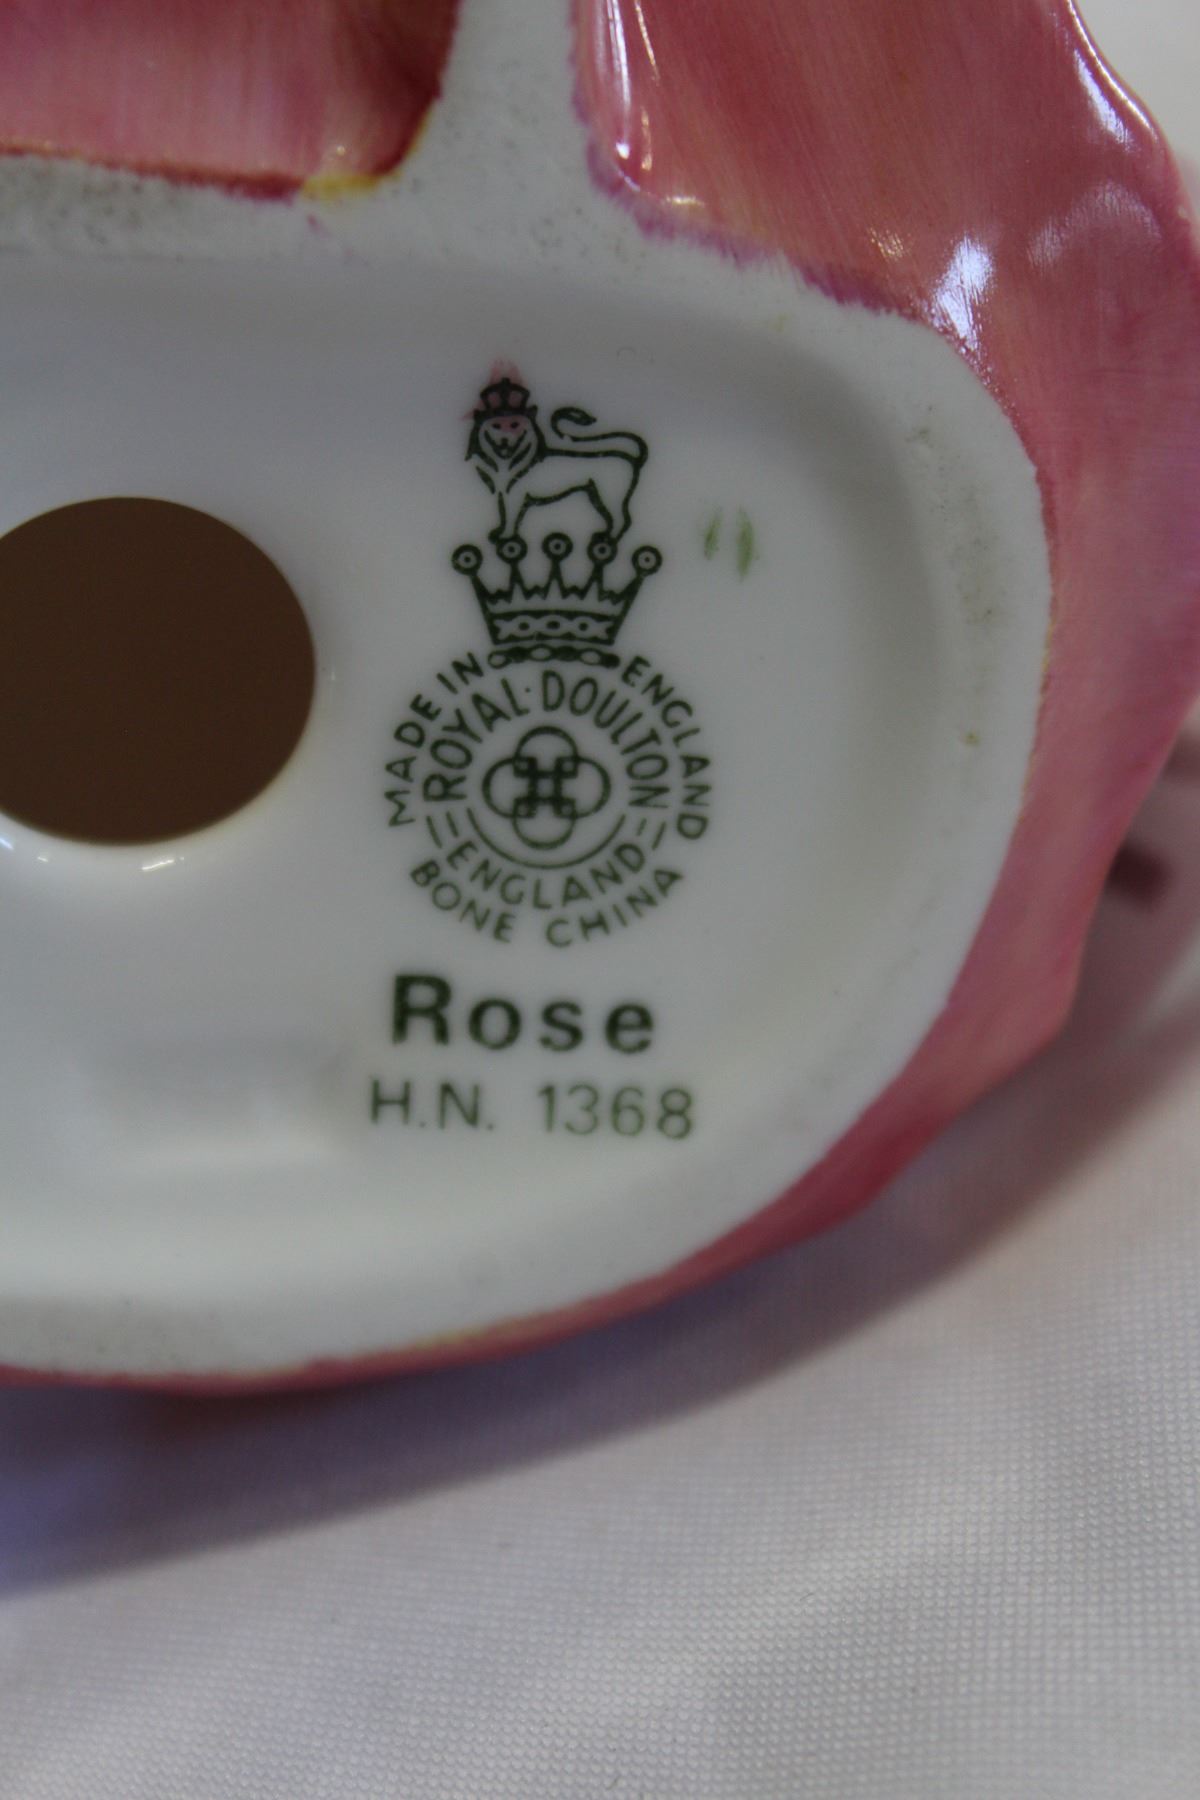 MADE IN ENGLAND
ROYAL·DOULTON
ENGLAND
BONE CHINA
Rose
H.N. 1368